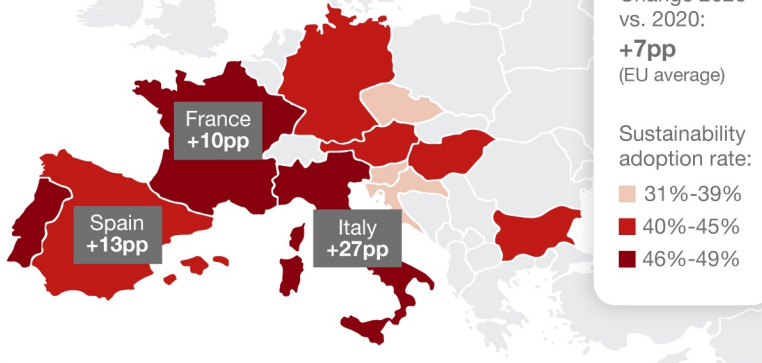 vs. 2020:
+7pp
(EU average)
France
+10pp
Sustainability
adoption rate:
31%-39%
40%-45%
46%-49%
Spain
+13pp
Italy
+27pp